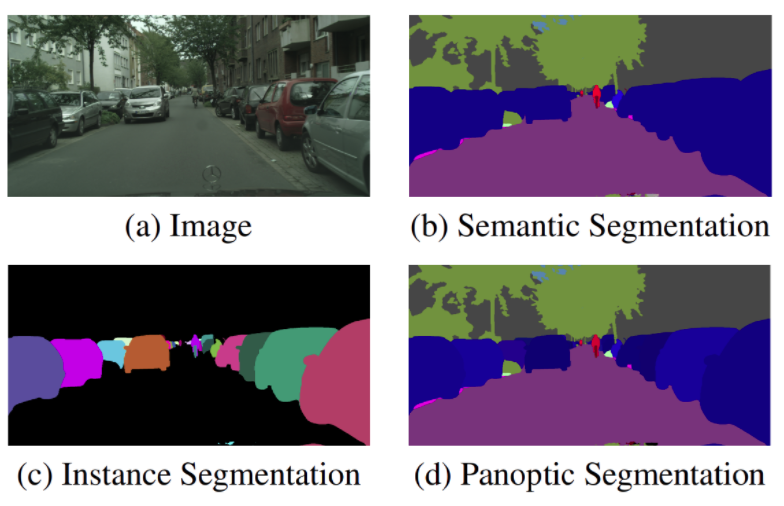 (a) Image
(b) Semantic Segmentation
(c) Instance Segmentation
(d) Panoptic Segmentation